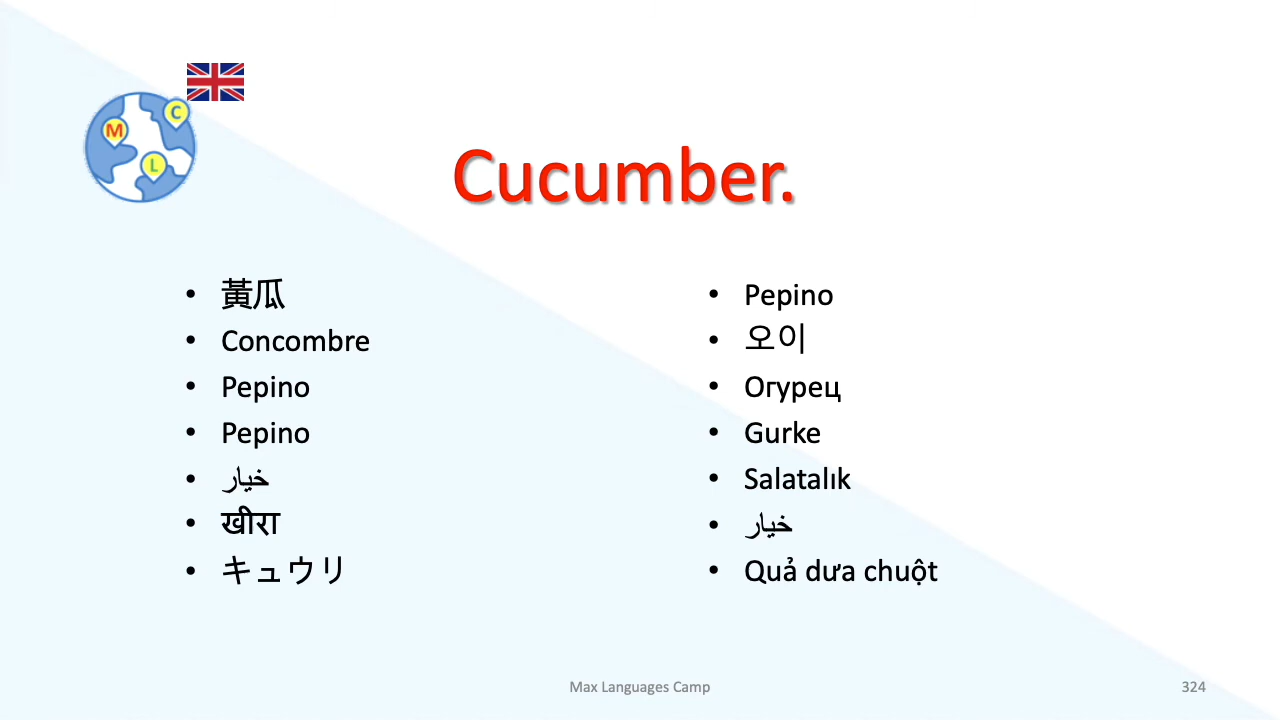 C
M
L
Cucumber.
• 黃瓜
• Concombre
• Pepino
• Pepino
• خيار
• खीरा
• キュウリ
• Pepino
• 오이
• Огурец
• Gurke
• Salatalık
• خیار
• Quả dưa chuột
Max Languages Camp
324